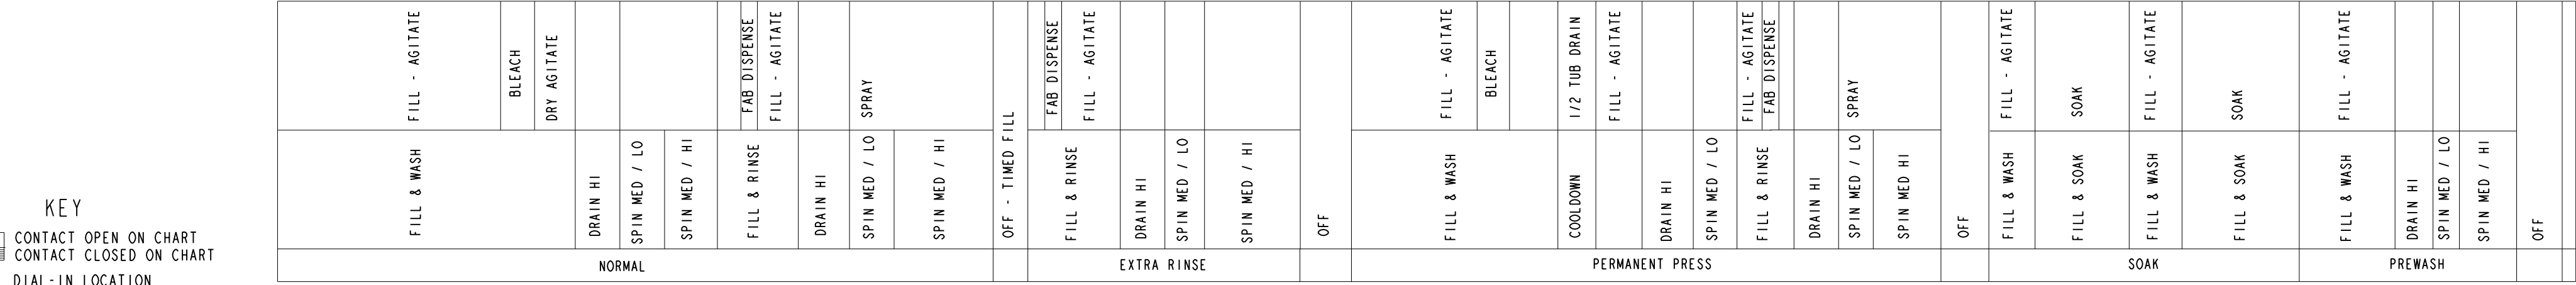 FILL - AGITATE
BLEACH
DRY AGITATE
FAB DISPENSE
FILL - AGITATE
SPRAY
FAB DISPENSE
FILL - AGITATE
FILL - AGITATE
BLEACH
1/2 TUB DRAIN
FILL - AGITATE
FILL - AGITATE
FAB DISPENSE
SPRAY
FILL - AGITATE
SOAK
FILL - AGITATE
SOAK
FILL - AGITATE
FILL & WASH
DRAIN HI
SPIN MED / LO
SPIN MED / HI
FILL & RINSE
DRAIN HI
SPIN MED / LO
SPIN MED / HI
OFF - TIMED FILL
FILL & RINSE
DRAIN HI
SPIN MED / LO
SPIN MED / HI
OFF
FILL & WASH
COOLDOWN
DRAIN HI
SPIN MED / LO
FILL & RINSE
DRAIN HI
SPIN MED / LO
SPIN MED HI
OFF
FILL & WASH
FILL & SOAK
FILL & WASH
FILL & SOAK
FILL & WASH
DRAIN HI
SPIN MED / LO
SPIN MED / HI
OFF
NORMAL
EXTRA RINSE
PERMANENT PRESS
SOAK
PREWASH
KEY
CONTACT OPEN ON CHART
CONTACT CLOSED ON CHART
DIAL-IN LOCATION